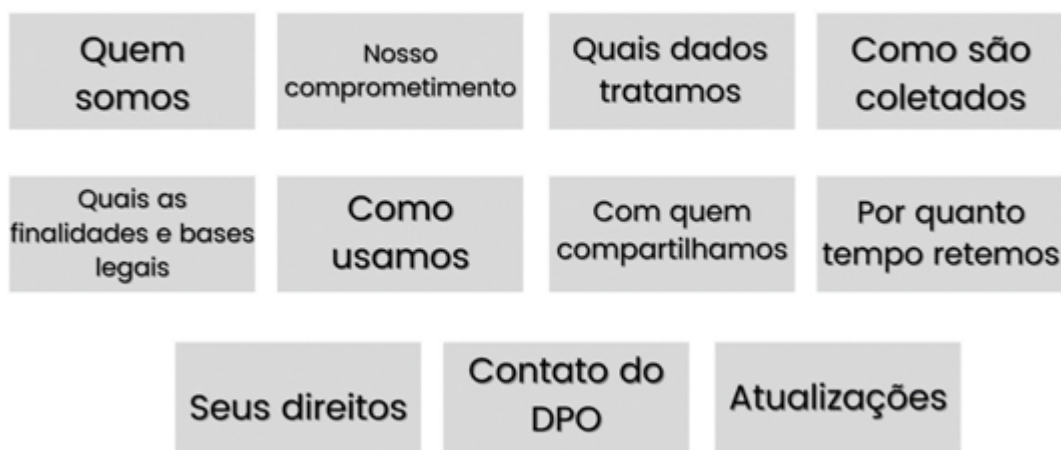 Quem
somos
Nosso
comprometimento
Quais dados
tratamos
Como são
coletados
Quais as
finalidades e bases
legais
Como
usamos
Com quem
compartilhamos
Por quanto
tempo retemos
Seus direitos
Contato do
DPO
Atualizações